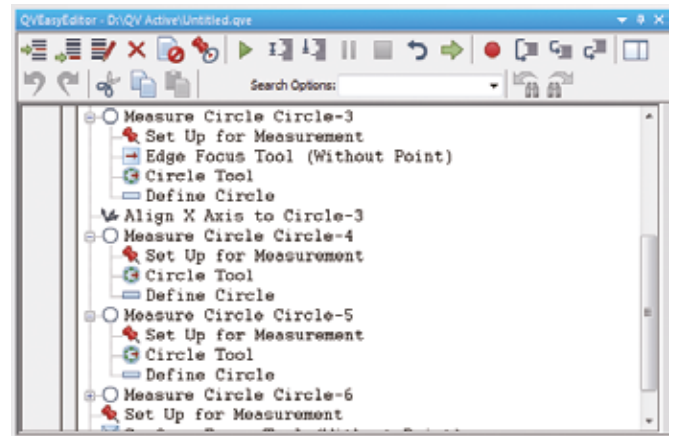 QVEasyEditor - D:\QV Active\Untitled.qve
Search Options:
Measure Circle Circle-3
Set Up for Measurement
Edge Focus Tool (Without Point)
Circle Tool
Define Circle
Align X Axis to Circle-3
Measure Circle Circle-4
Set Up for Measurement
Circle Tool
Define Circle
Measure Circle Circle-5
Set Up for Measurement
Circle Tool
Define Circle
Measure Circle Circle-6
Set Up for Measurement